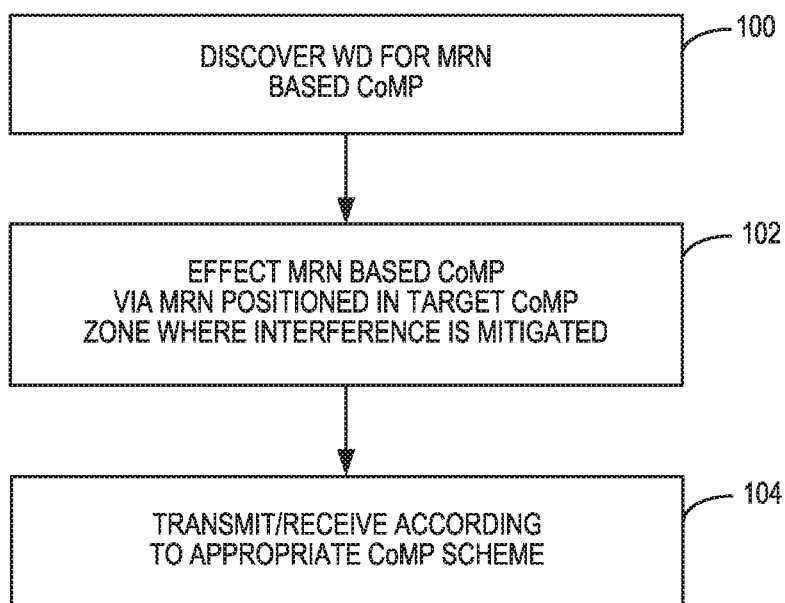 DISCOVER WD FOR MRN
BASED CoMP
100
EFFECT MRN BASED CoMP
VIA MRN POSITIONED IN TARGET CoMP
ZONE WHERE INTERFERENCE IS MITIGATED
102
TRANSMIT/RECEIVE ACCORDING
TO APPROPRIATE CoMP SCHEME
104